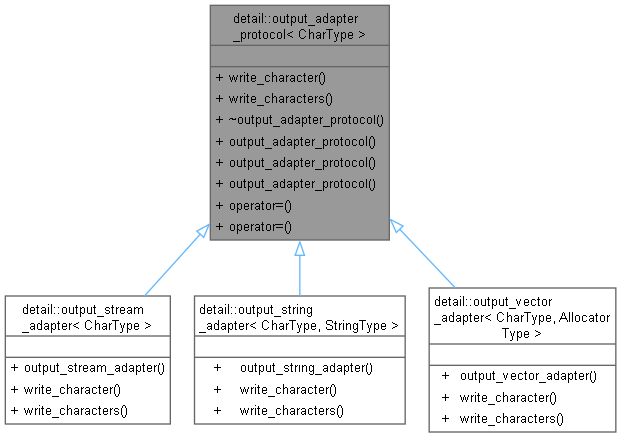 detail::output_adapter
_protocol< CharType >
+ write_character()
+ write_characters()
+ ~output_adapter_protocol()
+ output_adapter_protocol()
+ output_adapter_protocol()
+ output_adapter_protocol()
+ operator=()
+ operator=()
detail::output_stream
_adapter< CharType >
+ output_stream_adapter()
+ write_character()
+ write_characters()
detail::output_string
_adapter< CharType, StringType >
+ output_string_adapter()
+ write_character()
+ write_characters()
detail::output_vector
_adapter< CharType, Allocator
Type >
+ output_vector_adapter()
+ write_character()
+ write_characters()